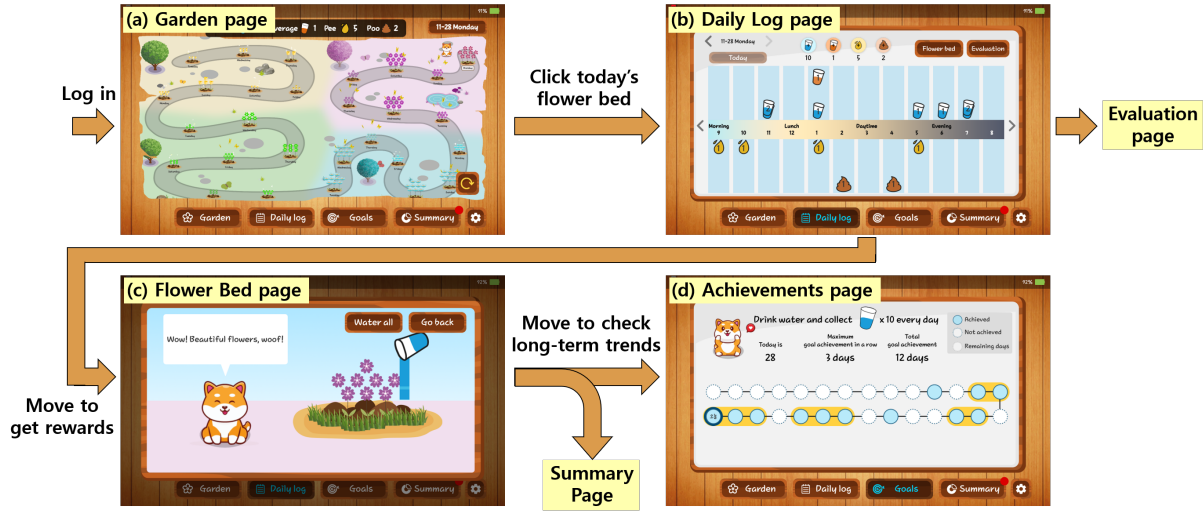 (a) Garden page
91%
verage 1 Pee 5 Poo 2
11-28 Monday
Garden
Daily log
Goals
Summary
Log in
Click today's
flower bed
(b) Daily Log page
91%
11-28 Monday
Today
10 1 5 2
Flower bed
Evaluation
Morning Lunch Daytime Evening
9 10 11 12 1 2 3 4 5 6 7 8
Garden
Daily log
Goals
Summary
Evaluation
page
Move to
get rewards
(c) Flower Bed page
92%
Wow! Beautiful flowers, woof!
Water all
Go back
Garden
Daily log
Goals
Summary
Move to check
long-term trends
Summary
Page
(d) Achievements page
92%
Drink water and collect x 10 every day
Today is
28
Maximum
goal achievement in a row
3 days
Total
goal achievement
12 days
Achieved
Not achieved
Remaining days
Garden
Daily log
Goals
Summary